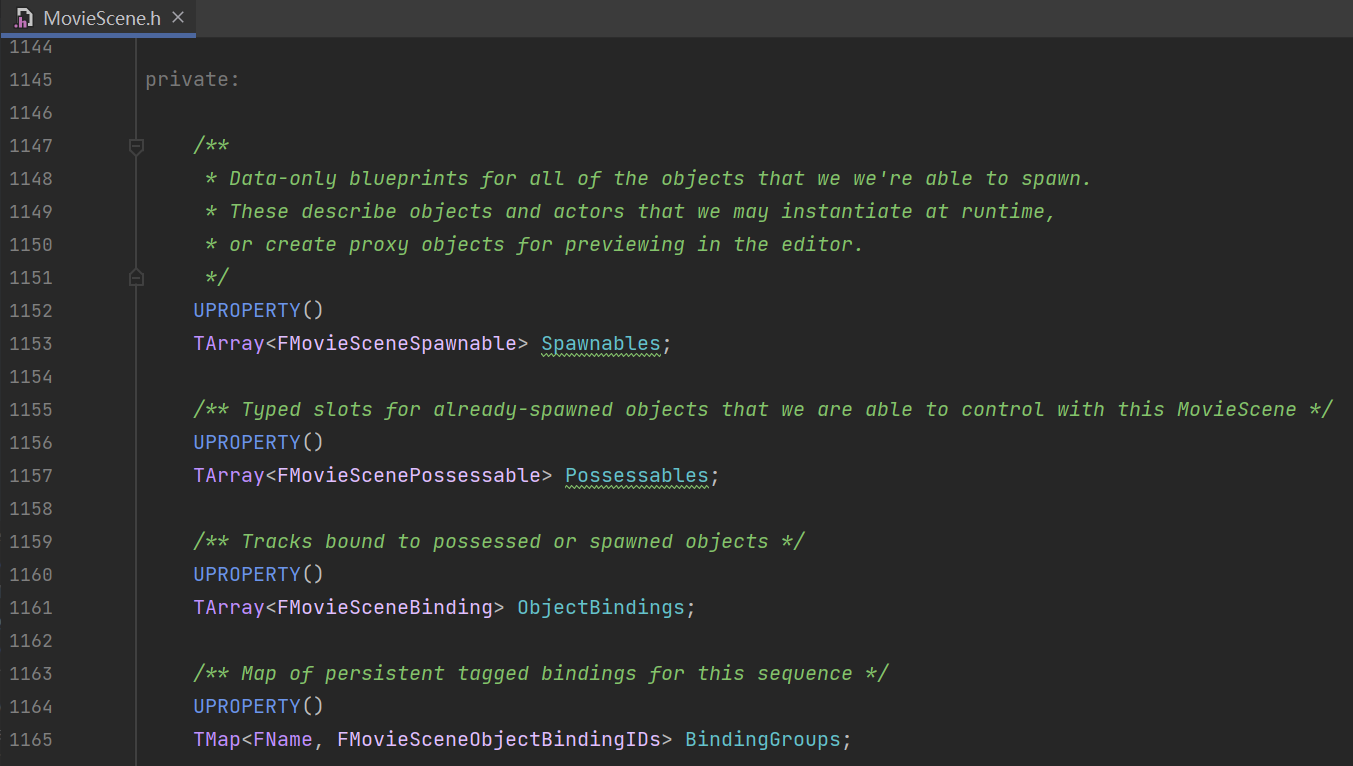 MovieScene.h
1144
1145 private:
1146
1147 /**
1148 * Data-only blueprints for all of the objects that we we're able to spawn.
1149 * These describe objects and actors that we may instantiate at runtime,
1150 * or create proxy objects for previewing in the editor.
1151 */
1152 UPROPERTY()
1153 TArray<FMovieSceneSpawnable> Spawnables;
1154
1155 /** Typed slots for already-spawned objects that we are able to control with this MovieScene */
1156 UPROPERTY()
1157 TArray<FMovieScenePossessable> Possessables;
1158
1159 /** Tracks bound to possessed or spawned objects */
1160 UPROPERTY()
1161 TArray<FMovieSceneBinding> ObjectBindings;
1162
1163 /** Map of persistent tagged bindings for this sequence */
1164 UPROPERTY()
1165 TMap<FName, FMovieSceneObjectBindingIDs> BindingGroups;